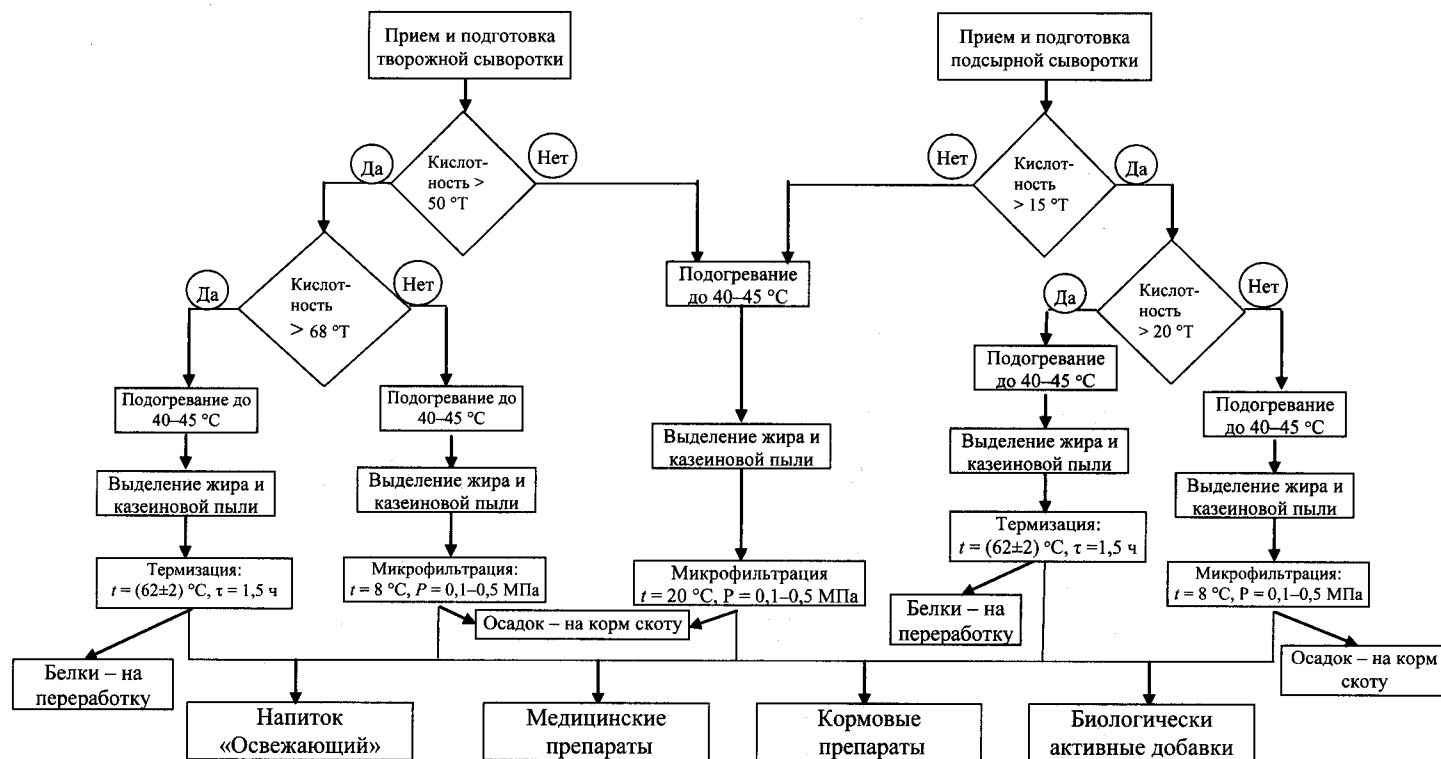 Прием и подготовка
творожной сыворотки
Прием и подготовка
подсырной сыворотки
Да
Кислот-
ность >
50 °Т
Нет
Нет
Кислот-
ность
> 15 °Т
Да
Да
Кислот-
ность
> 68 °Т
Нет
Подогревание
до 40–45 °С
Да
Кислот-
ность
> 20 °Т
Нет
Подогревание до
40–45 °С
Подогревание до
40–45 °С
Подогревание
до 40–45 °С
Подогревание
до 40–45 °С
Выделение жира и
казеиновой пыли
Выделение жира и
казеиновой пыли
Выделение жира и
казеиновой пыли
Выделение жира и
казеиновой пыли
Выделение жира и
казеиновой пыли
Термизация:
t = (62±2) °С, τ = 1,5 ч
Микрофильтрация:
t = 8 °С, P = 0,1–0,5 МПа
Микрофильтрация
t = 20 °С, Р = 0,1–0,5 МПа
Термизация:
t = (62±2) °С, τ =1,5 ч
Микрофильтрация:
t = 8 °С, Р = 0,1–0,5 МПа
Осадок – на корм скоту
Белки – на
переработку
Белки – на
переработку
Осадок – на корм
скоту
Напиток
«Освежающий»
Медицинские
препараты
Кормовые
препараты
Биологически
активные добавки